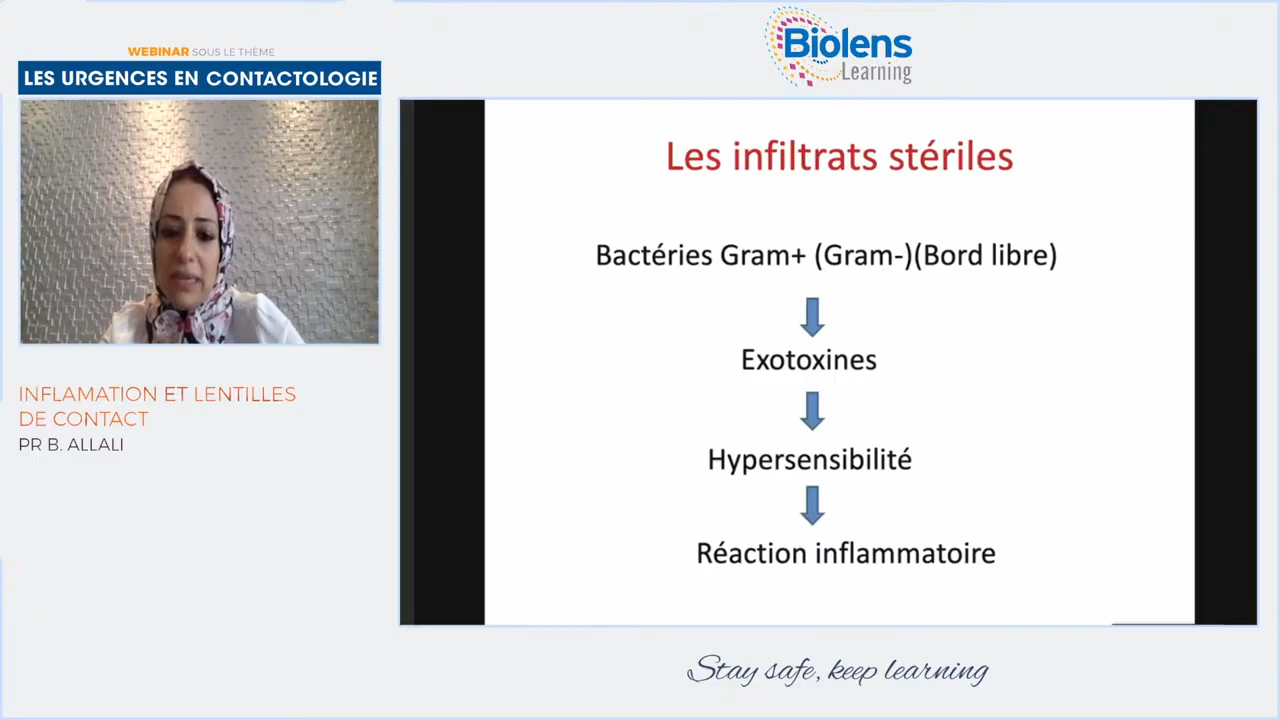 WEBINAR SOUS LE THÈME
LES URGENCES EN CONTACTOLOGIE
INFLAMATION ET LENTILLES
DE CONTACT
PR B. ALLALI
Biolens
Learning
Les infiltrats stériles
Bactéries Gram+ (Gram-)(Bord libre)
Exotoxines
Hypersensibilité
Réaction inflammatoire
Stay safe, keep learning